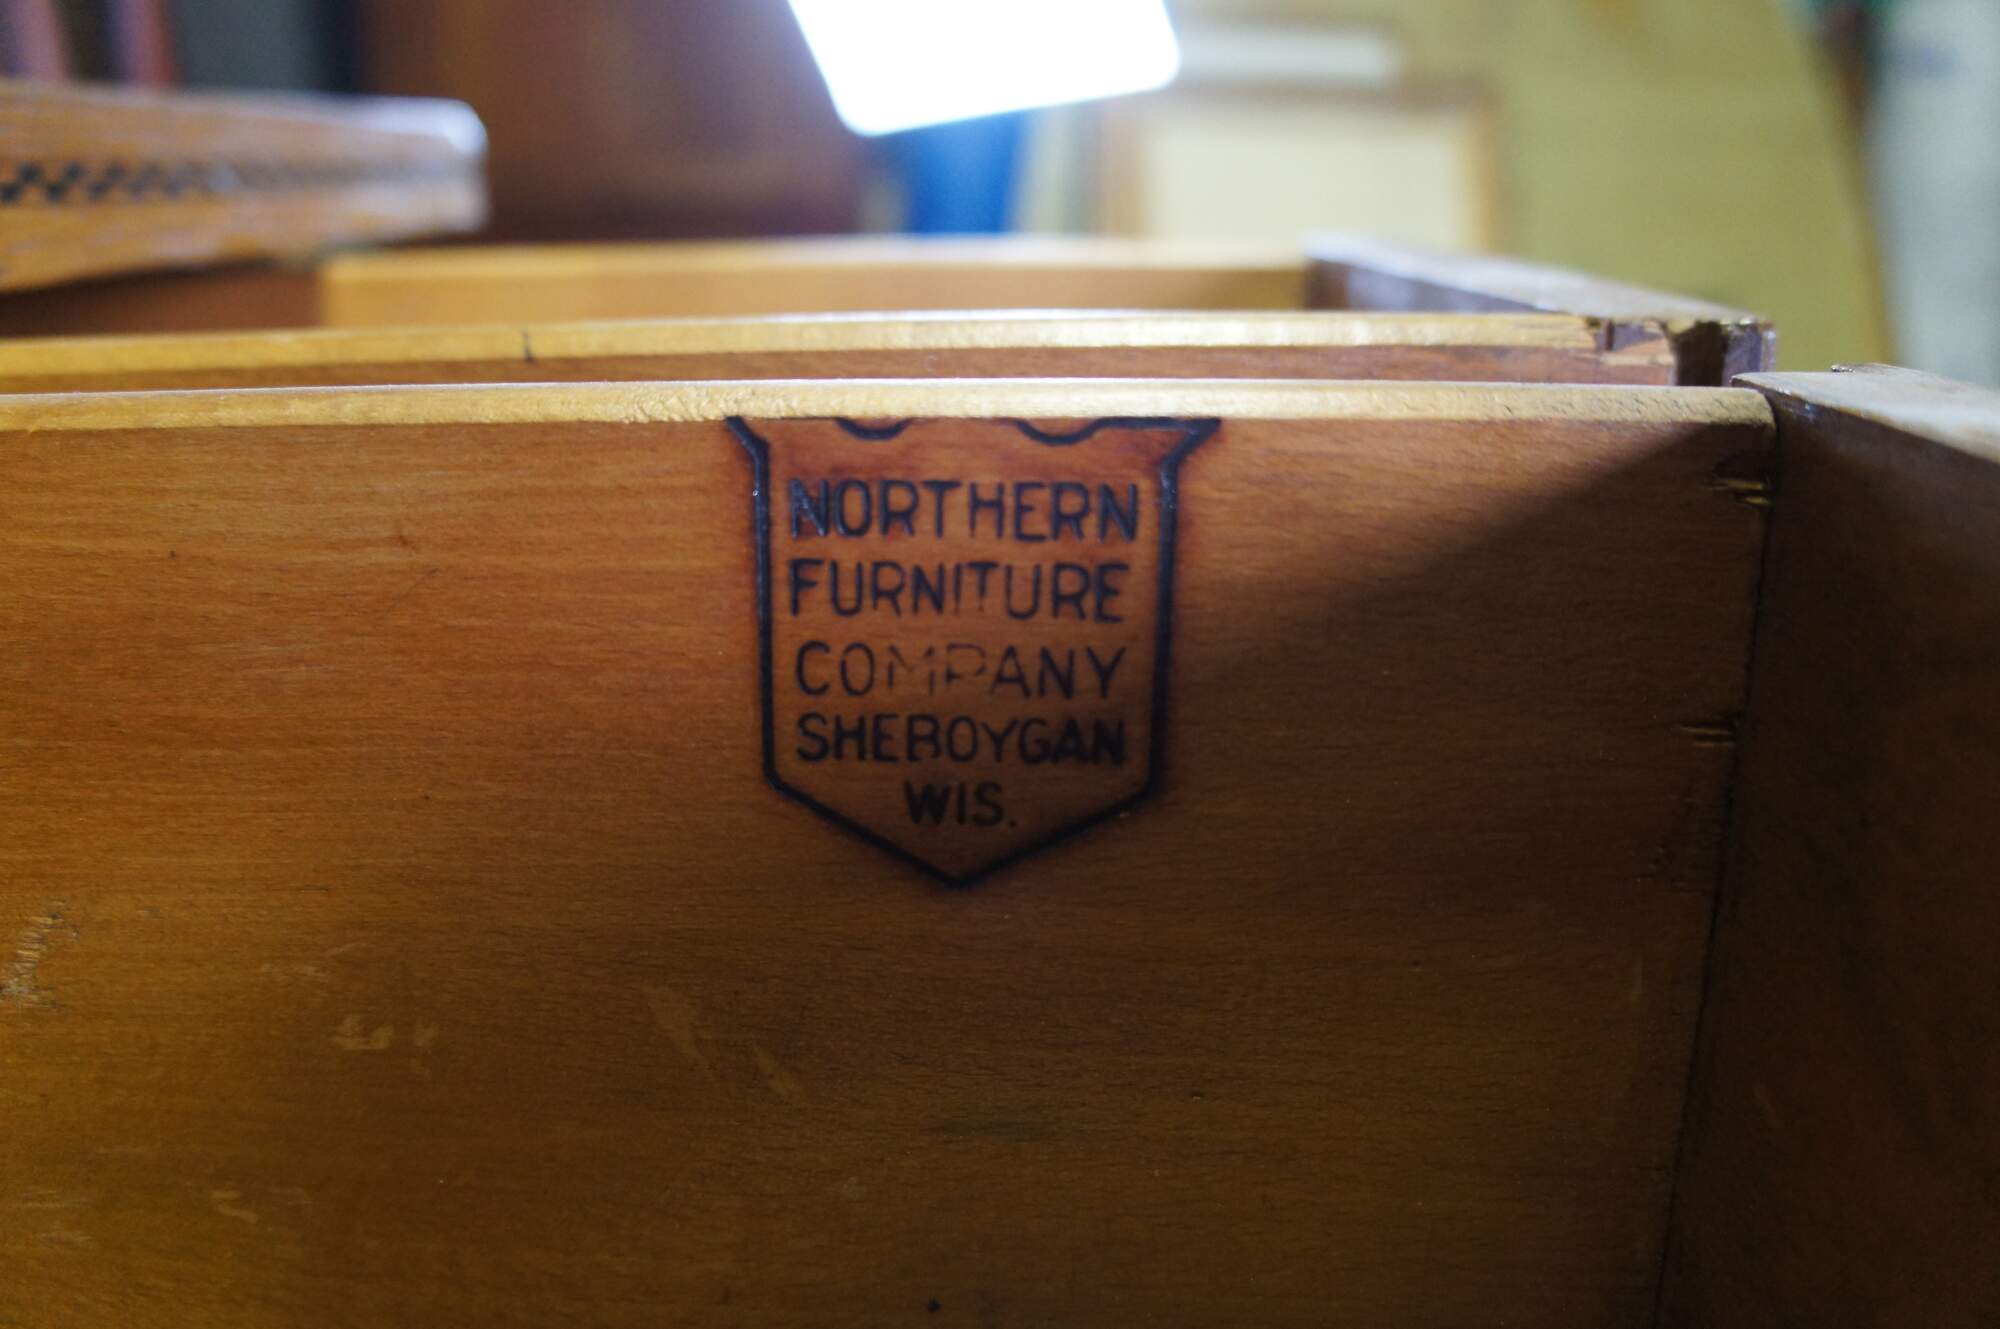 NORTHERN
FURNITURE
COMPANY
SHEBOYGAN
WIS.